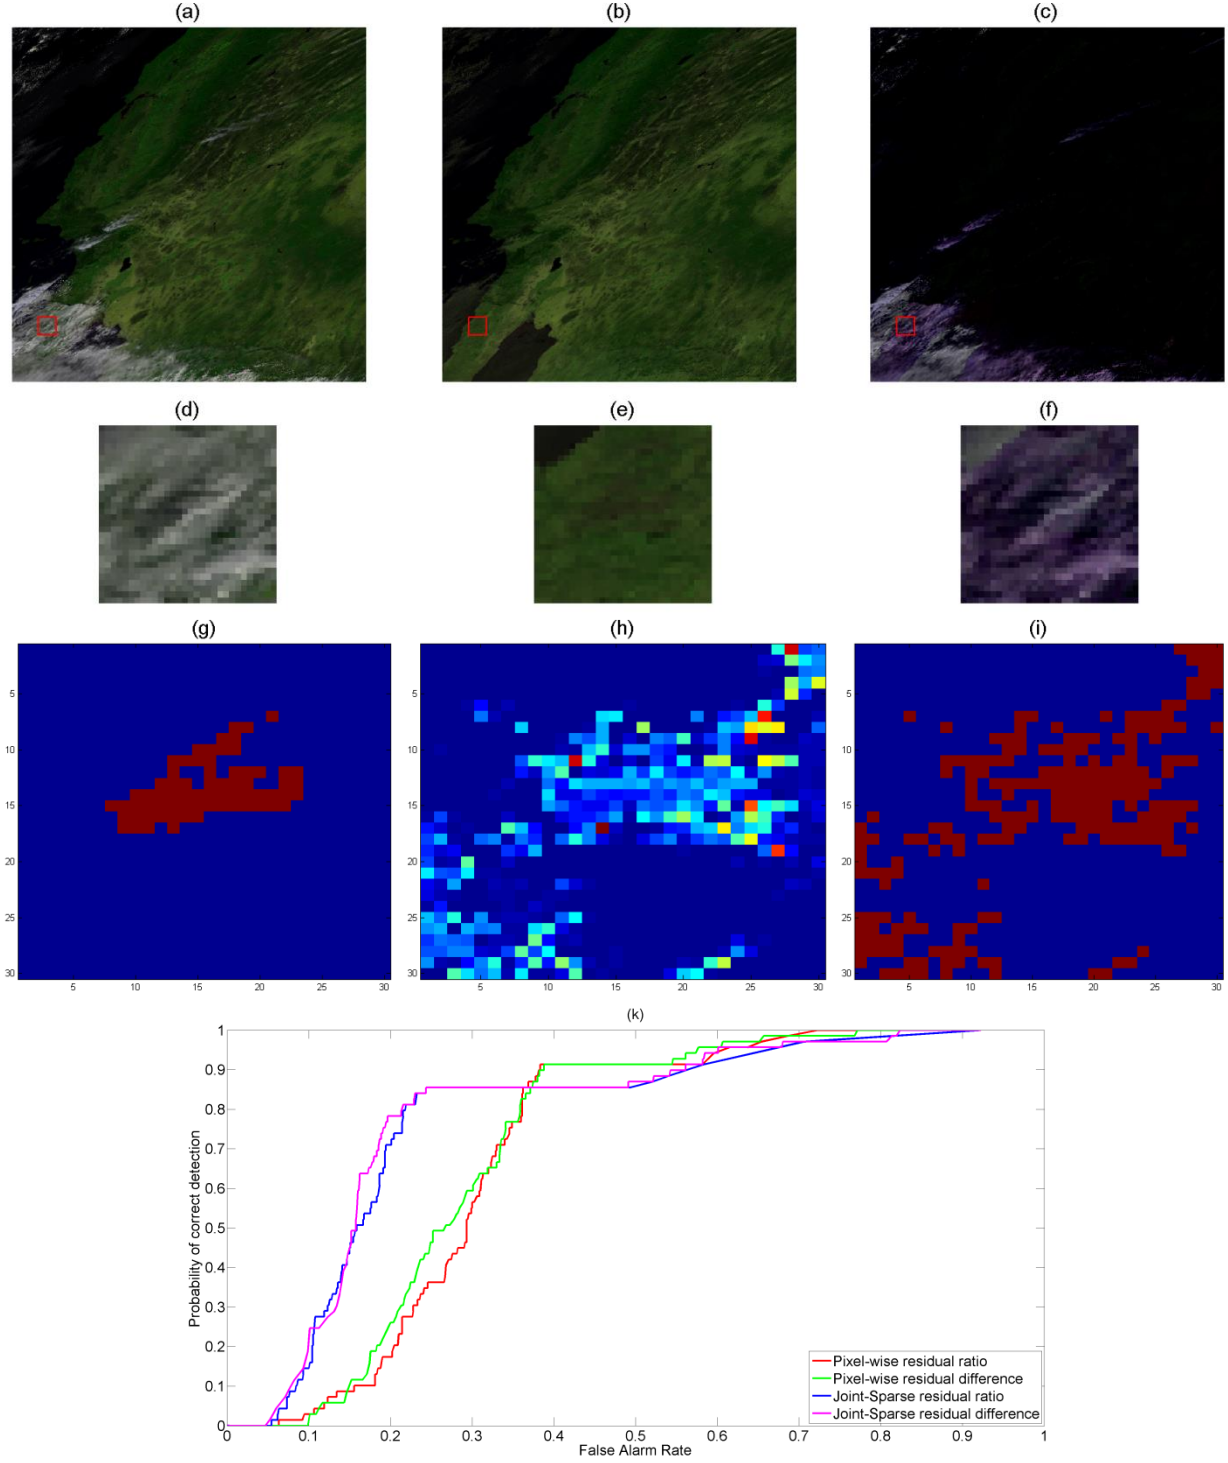 (a) (b) (c)
(d) (e) (f)
(g) (h) (i)
5 5 5
10 10 10
15 15 15
20 20 20
25 25 25
30 30 30
5 10 15 20 25 30 5 10 15 20 25 30 5 10 15 20 25 30
(k)
1
0.9
0.8
0.7
0.6
0.5
0.4
0.3
0.2
0.1
0
Probability of correct detection
Pixel-wise residual ratio
Pixel-wise residual difference
Joint-Sparse residual ratio
Joint-Sparse residual difference
0 0.1 0.2 0.3 0.4 0.5 0.6 0.7 0.8 0.9 1
False Alarm Rate